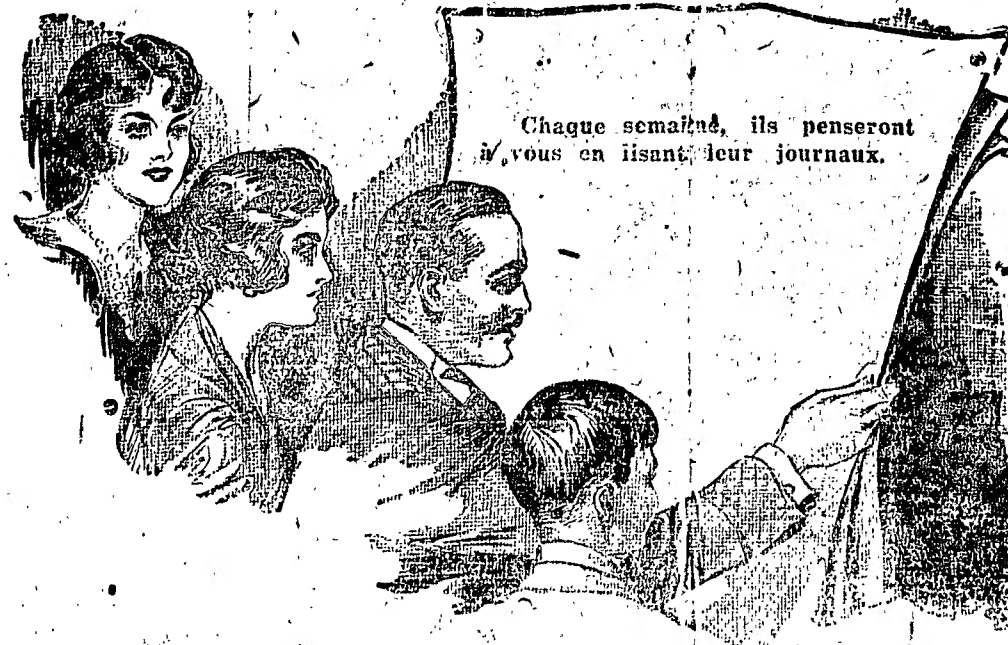 Chaque semaine, ils penseront
à vous en lisant leur journaux.